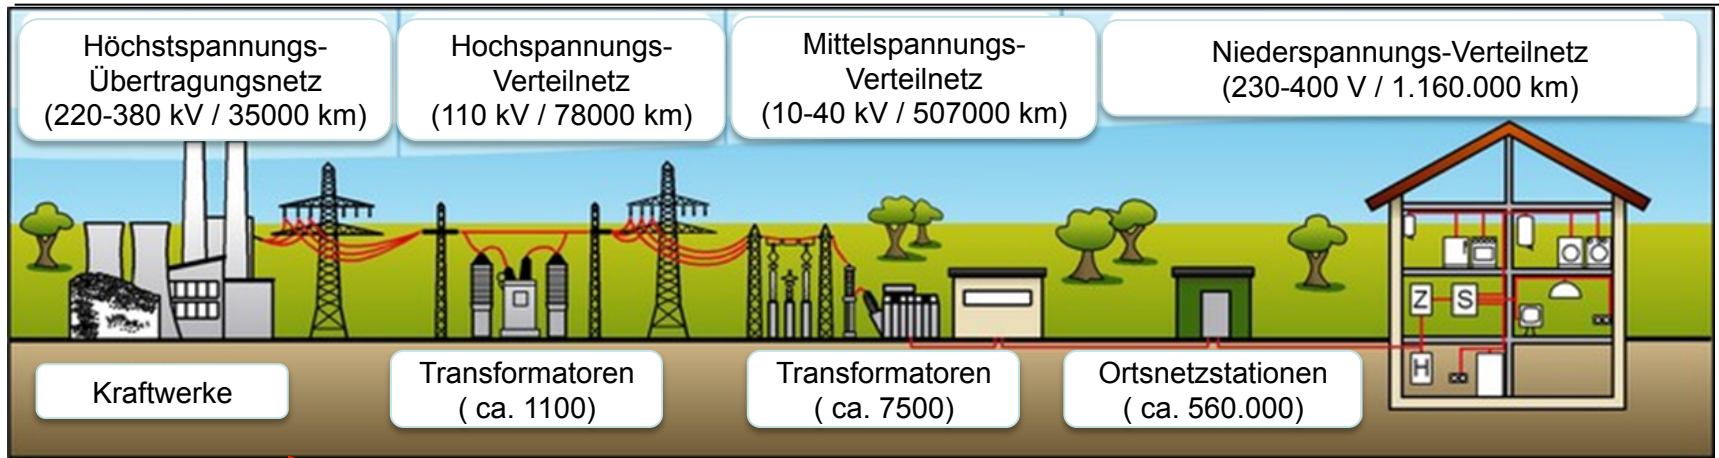 Höchstspannungs-
Übertragungsnetz
(220-380 kV / 35000 km)
Hochspannungs-
Verteilnetz
(110 kV / 78000 km)
Mittelspannungs-
Verteilnetz
(10-40 kV / 507000 km)
Niederspannungs-Verteilnetz
(230-400 V / 1.160.000 km)
Z
S
H
Kraftwerke
Transformatoren
( ca. 1100)
Transformatoren
( ca. 7500)
Ortsnetzstationen
( ca. 560.000)